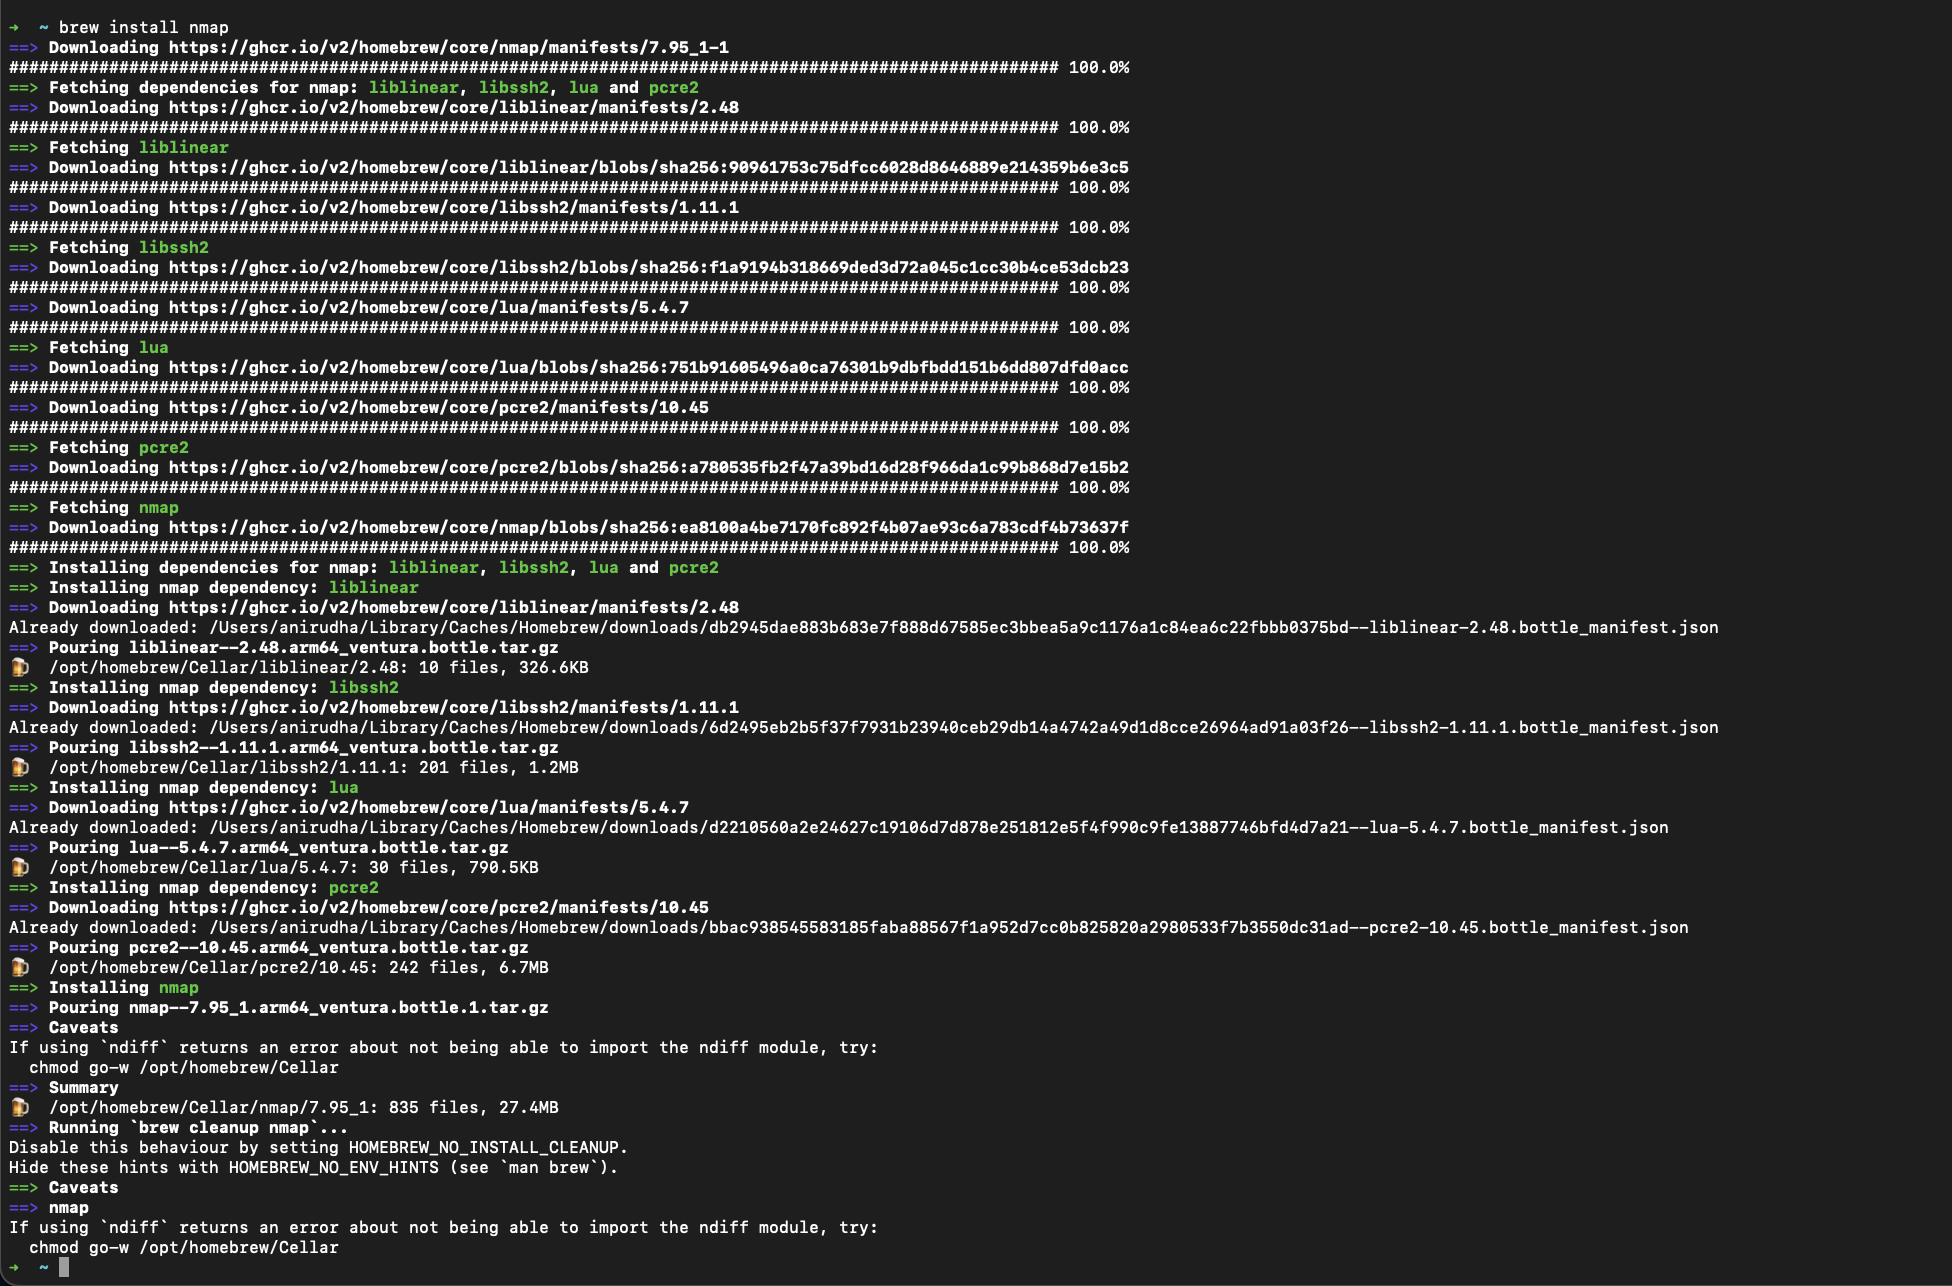 ➜  ~ brew install nmap
==> Downloading https://ghcr.io/v2/homebrew/core/nmap/manifests/7.95_1-1
######################################################################################################### 100.0%
==> Fetching dependencies for nmap: liblinear, libssh2, lua and pcre2
==> Downloading https://ghcr.io/v2/homebrew/core/liblinear/manifests/2.48
######################################################################################################### 100.0%
==> Fetching liblinear
==> Downloading https://ghcr.io/v2/homebrew/core/liblinear/blobs/sha256:90961753c75dfcc6028d8646889e214359b6e3c5
######################################################################################################### 100.0%
==> Downloading https://ghcr.io/v2/homebrew/core/libssh2/manifests/1.11.1
######################################################################################################### 100.0%
==> Fetching libssh2
==> Downloading https://ghcr.io/v2/homebrew/core/libssh2/blobs/sha256:f1a9194b318669ded3d72a045c1cc30b4ce53dcb23
######################################################################################################### 100.0%
==> Downloading https://ghcr.io/v2/homebrew/core/lua/manifests/5.4.7
######################################################################################################### 100.0%
==> Fetching lua
==> Downloading https://ghcr.io/v2/homebrew/core/lua/blobs/sha256:751b91605496a0ca76301b9dbfbdd151b6dd807dfd0acc
######################################################################################################### 100.0%
==> Downloading https://ghcr.io/v2/homebrew/core/pcre2/manifests/10.45
######################################################################################################### 100.0%
==> Fetching pcre2
==> Downloading https://ghcr.io/v2/homebrew/core/pcre2/blobs/sha256:a780535fb2f47a39bd16d28f966da1c99b868d7e15b2
######################################################################################################### 100.0%
==> Fetching nmap
==> Downloading https://ghcr.io/v2/homebrew/core/nmap/blobs/sha256:ea8100a4be7170fc892f4b07ae93c6a783cdf4b73637f
######################################################################################################### 100.0%
==> Installing dependencies for nmap: liblinear, libssh2, lua and pcre2
==> Installing nmap dependency: liblinear
==> Downloading https://ghcr.io/v2/homebrew/core/liblinear/manifests/2.48
Already downloaded: /Users/anirudha/Library/Caches/Homebrew/downloads/db2945dae883b683e7f888d67585ec3bbea5a9c1176a1c84ea6c22fbbb0375bd--liblinear-2.48.bottle_manifest.json
==> Pouring liblinear--2.48.arm64_ventura.bottle.tar.gz
🍺  /opt/homebrew/Cellar/liblinear/2.48: 10 files, 326.6KB
==> Installing nmap dependency: libssh2
==> Downloading https://ghcr.io/v2/homebrew/core/libssh2/manifests/1.11.1
Already downloaded: /Users/anirudha/Library/Caches/Homebrew/downloads/6d2495eb2b5f37f7931b23940ceb29db14a4742a49d1d8cce26964ad91a03f26--libssh2-1.11.1.bottle_manifest.json
==> Pouring libssh2--1.11.1.arm64_ventura.bottle.tar.gz
🍺  /opt/homebrew/Cellar/libssh2/1.11.1: 201 files, 1.2MB
==> Installing nmap dependency: lua
==> Downloading https://ghcr.io/v2/homebrew/core/lua/manifests/5.4.7
Already downloaded: /Users/anirudha/Library/Caches/Homebrew/downloads/d2210560a2e24627c19106d7d878e251812e5f4f990c9fe13887746bfd4d7a21--lua-5.4.7.bottle_manifest.json
==> Pouring lua--5.4.7.arm64_ventura.bottle.tar.gz
🍺  /opt/homebrew/Cellar/lua/5.4.7: 30 files, 790.5KB
==> Installing nmap dependency: pcre2
==> Downloading https://ghcr.io/v2/homebrew/core/pcre2/manifests/10.45
Already downloaded: /Users/anirudha/Library/Caches/Homebrew/downloads/bbac938545583185faba88567f1a952d7cc0b825820a2980533f7b3550dc31ad--pcre2-10.45.bottle_manifest.json
==> Pouring pcre2--10.45.arm64_ventura.bottle.tar.gz
🍺  /opt/homebrew/Cellar/pcre2/10.45: 242 files, 6.7MB
==> Installing nmap
==> Pouring nmap--7.95_1.arm64_ventura.bottle.1.tar.gz
==> Caveats
If using `ndiff` returns an error about not being able to import the ndiff module, try:
  chmod go-w /opt/homebrew/Cellar
==> Summary
🍺  /opt/homebrew/Cellar/nmap/7.95_1: 835 files, 27.4MB
==> Running `brew cleanup nmap`...
Disable this behaviour by setting HOMEBREW_NO_INSTALL_CLEANUP.
Hide these hints with HOMEBREW_NO_ENV_HINTS (see `man brew`).
==> Caveats
==> nmap
If using `ndiff` returns an error about not being able to import the ndiff module, try:
  chmod go-w /opt/homebrew/Cellar
➜  ~